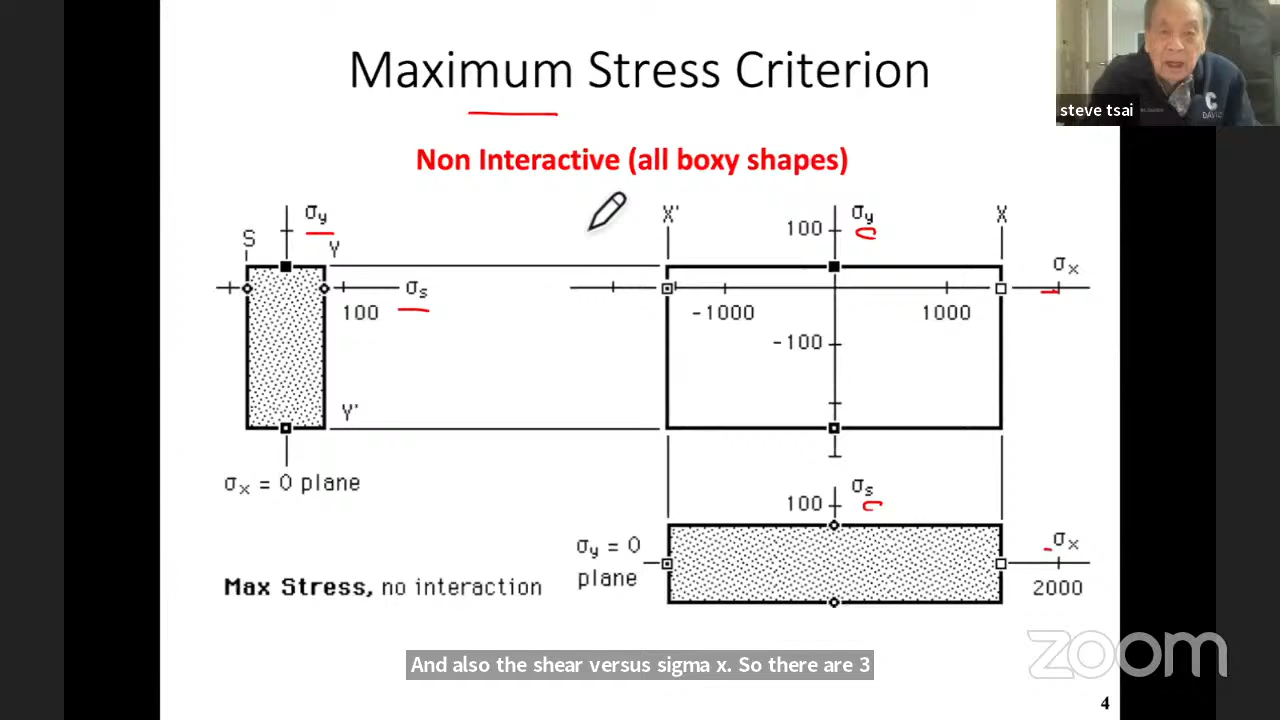 Maximum Stress Criterion
steve tsai
C
DAVID
Non Interactive (all boxy shapes)
σy
S
Y
σs
100
Y'
σx = 0 plane
X'
σy
X
100
σx
-1000
1000
-100
σs
100
σy = 0
plane
σx
2000
Max Stress, no interaction
And also the shear versus sigma x. So there are 3
zoom
4